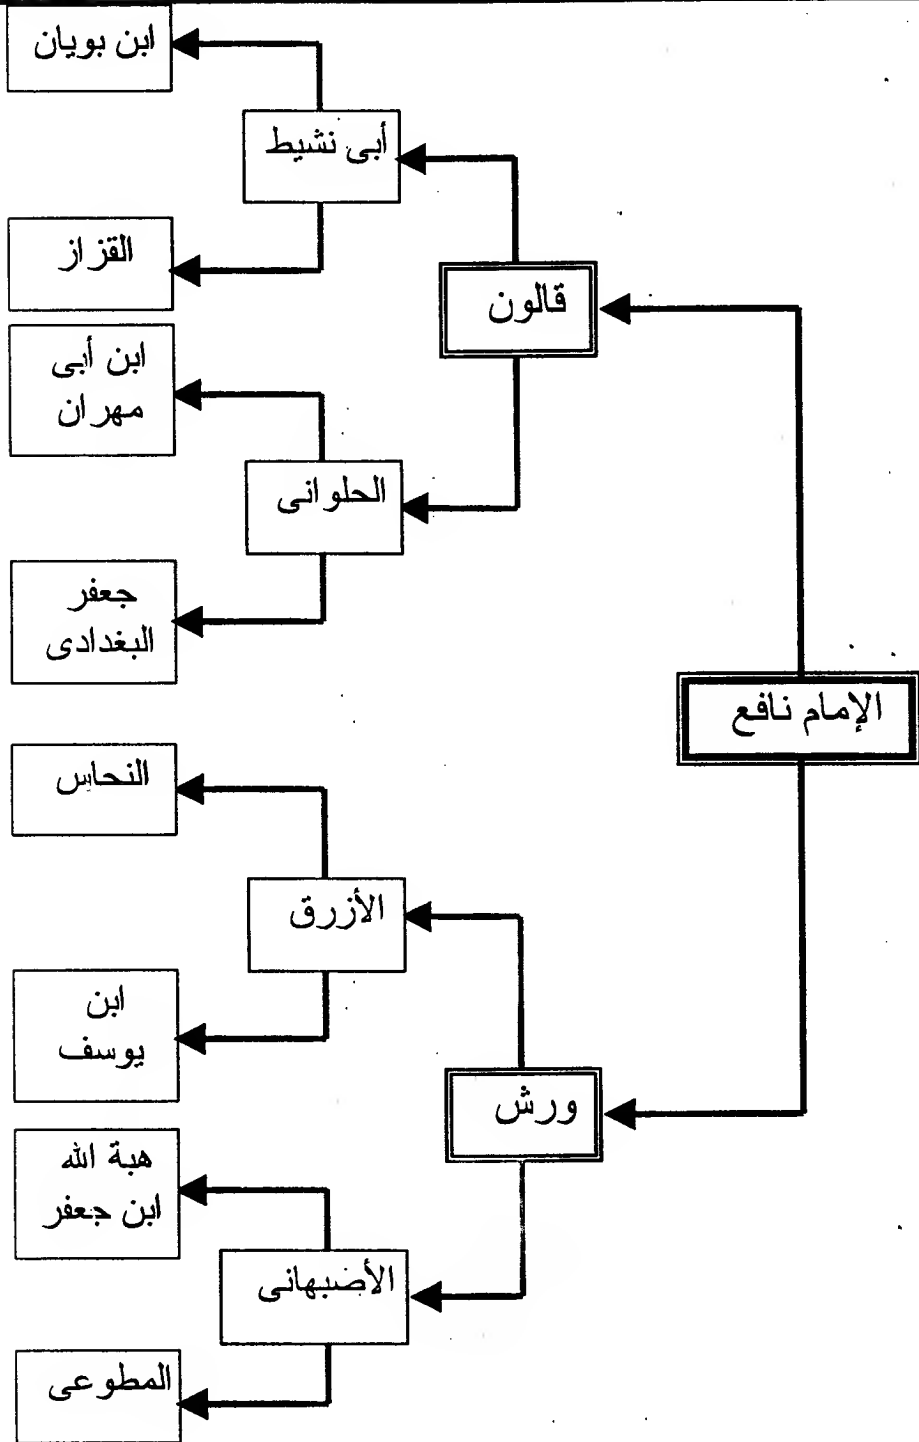 ابن بويان
أبى نشيط
القزاز
قالون
ابن أبى
مهران
الحلوانى
جعفر
البغدادى
الإمام نافع
النحاس
الأزرق
ابن
يوسف
ورش
هبة الله
ابن جعفر
الأصبهانى
المطوعى